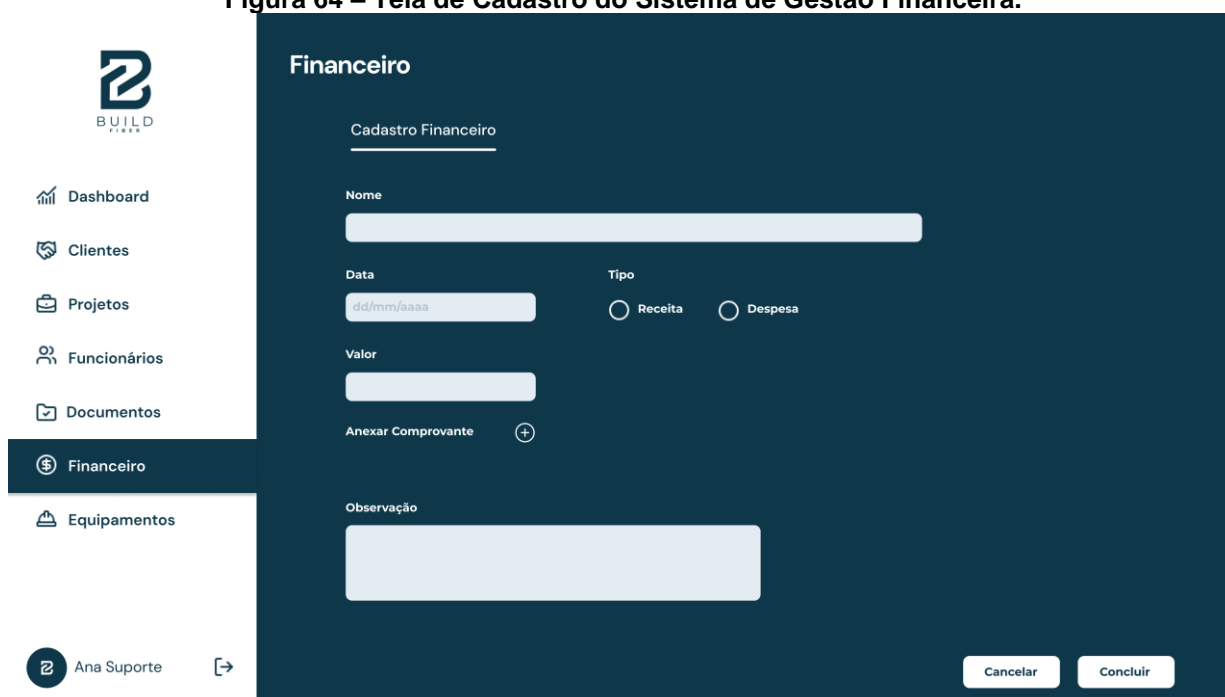 Figura 64 – Tela de Cadastro do Sistema de Gestão Financeira.
BUILD
FIBER
Dashboard
Clientes
Projetos
Funcionários
Documentos
Financeiro
Equipamentos
Ana Suporte
Financeiro
Cadastro Financeiro
Nome
Data
Tipo
dd/mm/aaaa
Receita
Despesa
Valor
Anexar Comprovante
Observação
Cancelar
Concluir